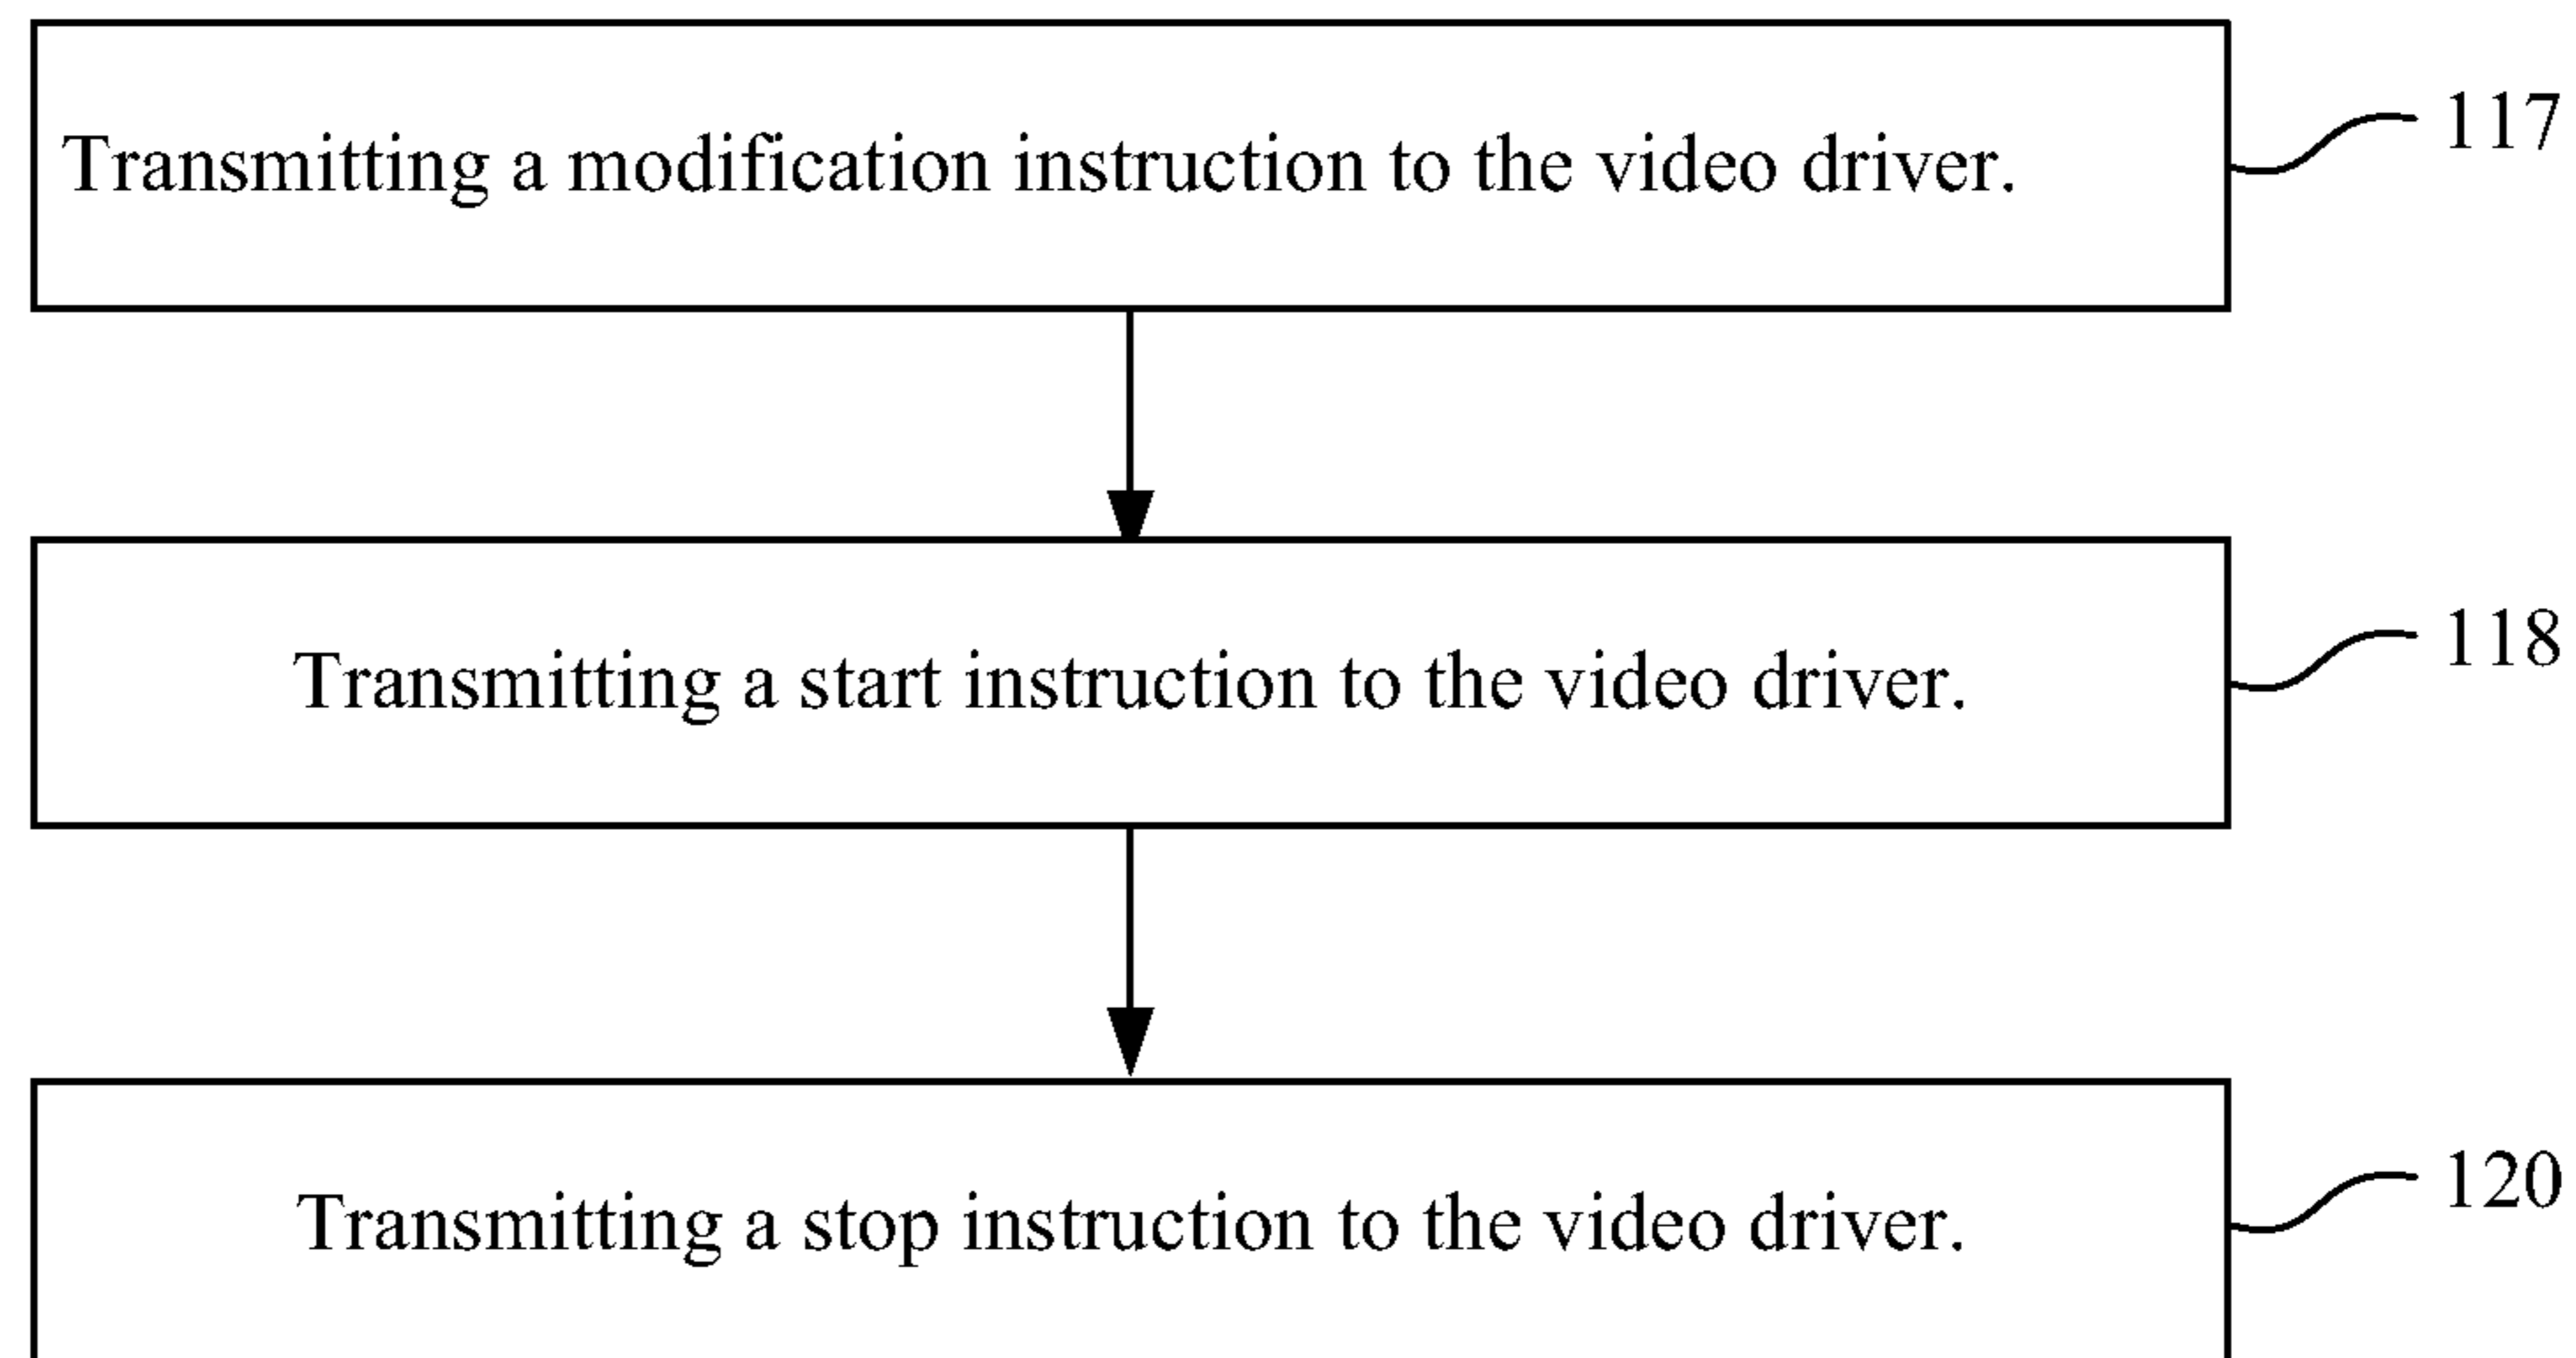 Transmitting a modification instruction to the video driver.
117
Transmitting a start instruction to the video driver.
118
Transmitting a stop instruction to the video driver.
120